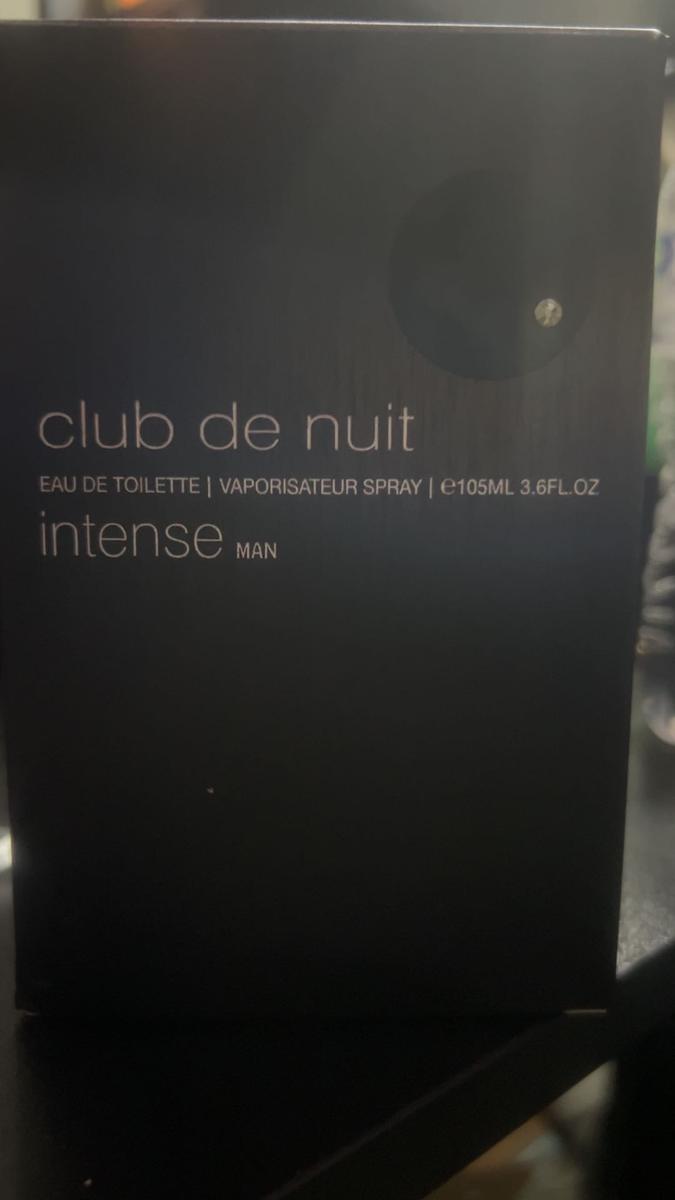 club de nuit
EAU DE TOILETTE | VAPORISATEUR SPRAY | ℮105ML 3.6FL.OZ
intense MAN